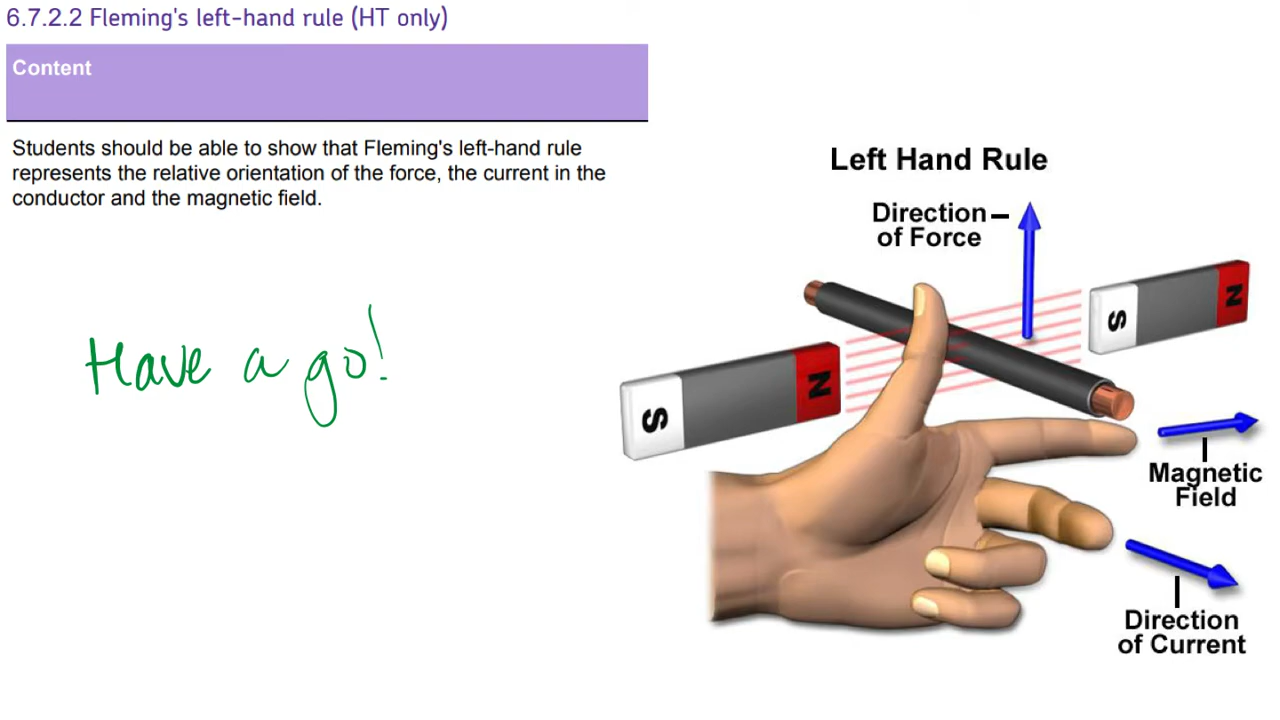 6.7.2.2 Fleming's left-hand rule (HT only)
Content
Students should be able to show that Fleming's left-hand rule
represents the relative orientation of the force, the current in the
conductor and the magnetic field.
Have a go!
Left Hand Rule
Direction
of Force
S
N
S
N
Magnetic
Field
Direction
of Current